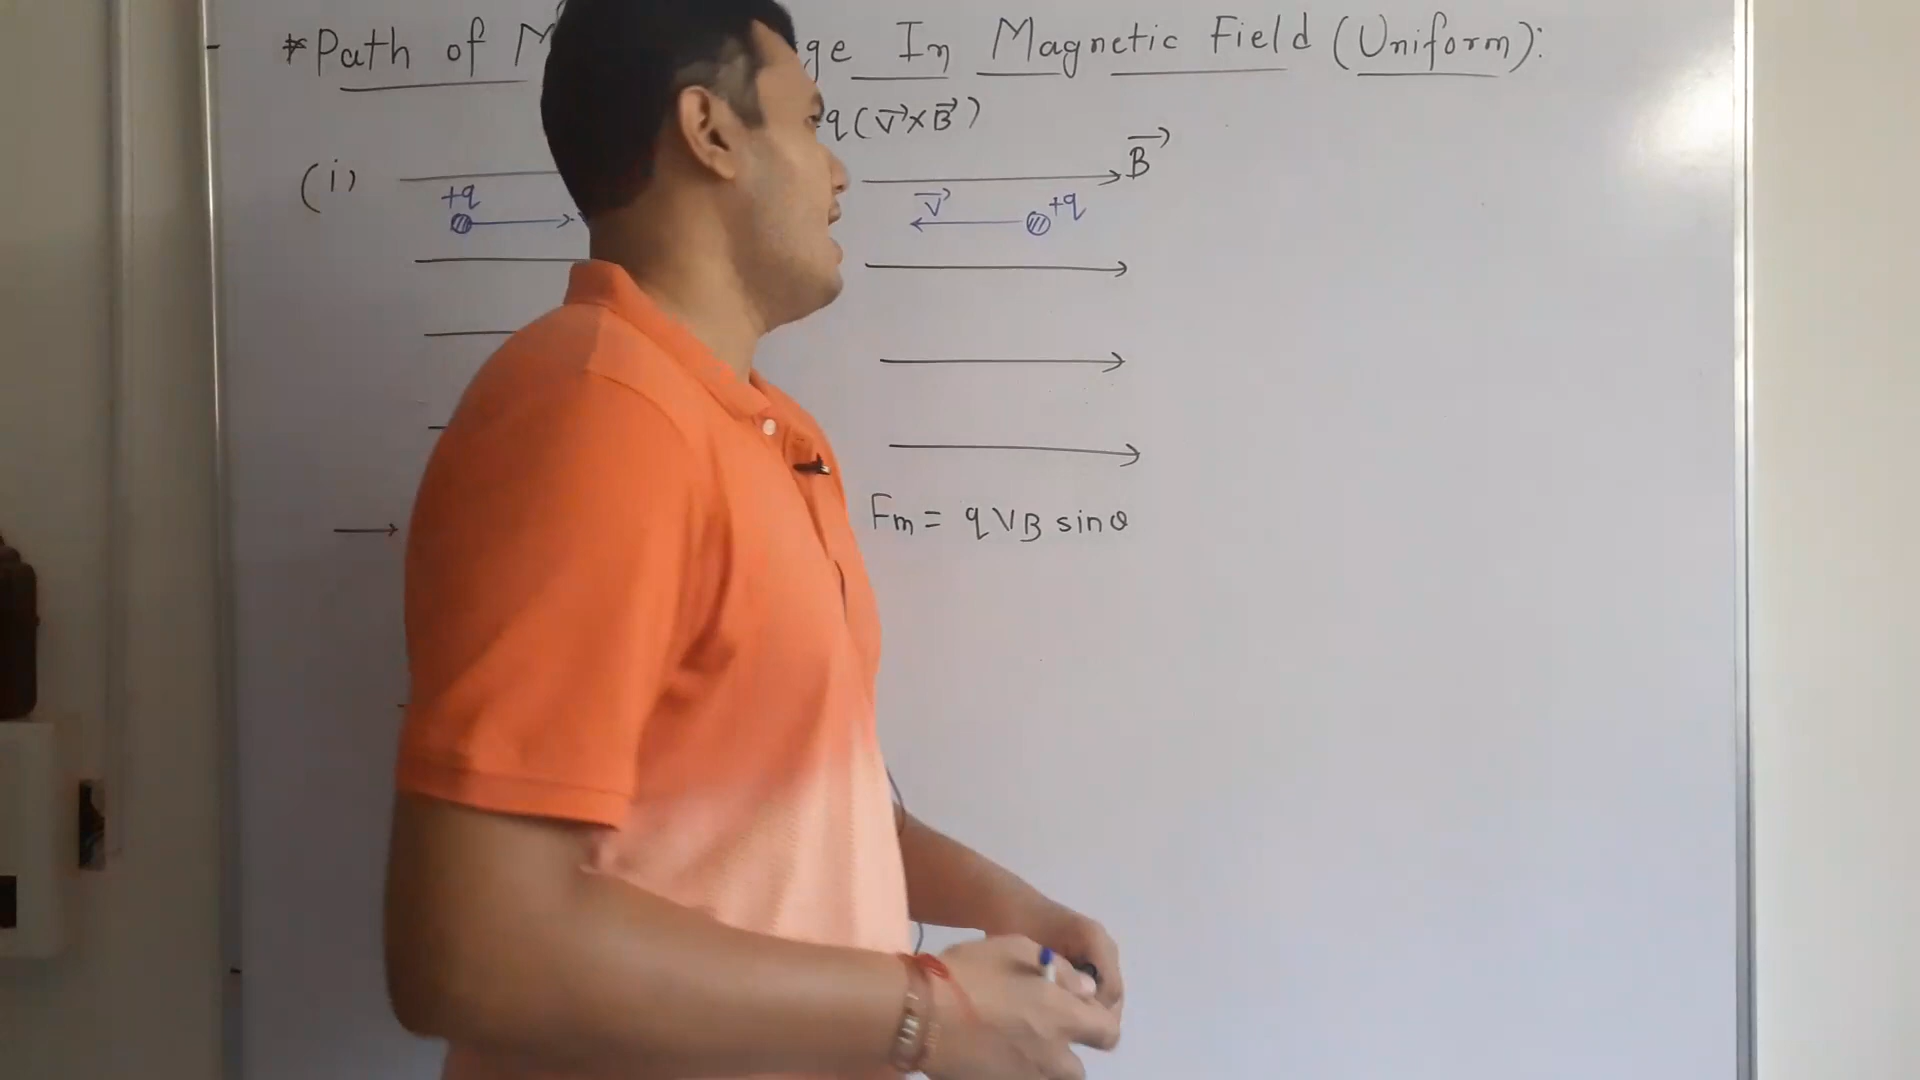 * Path of ge In Magnetic Field (Uniform):
q(v⃗×B⃗)
(i) B⃗
+q v⃗ +q
Fm = qVB sinθ